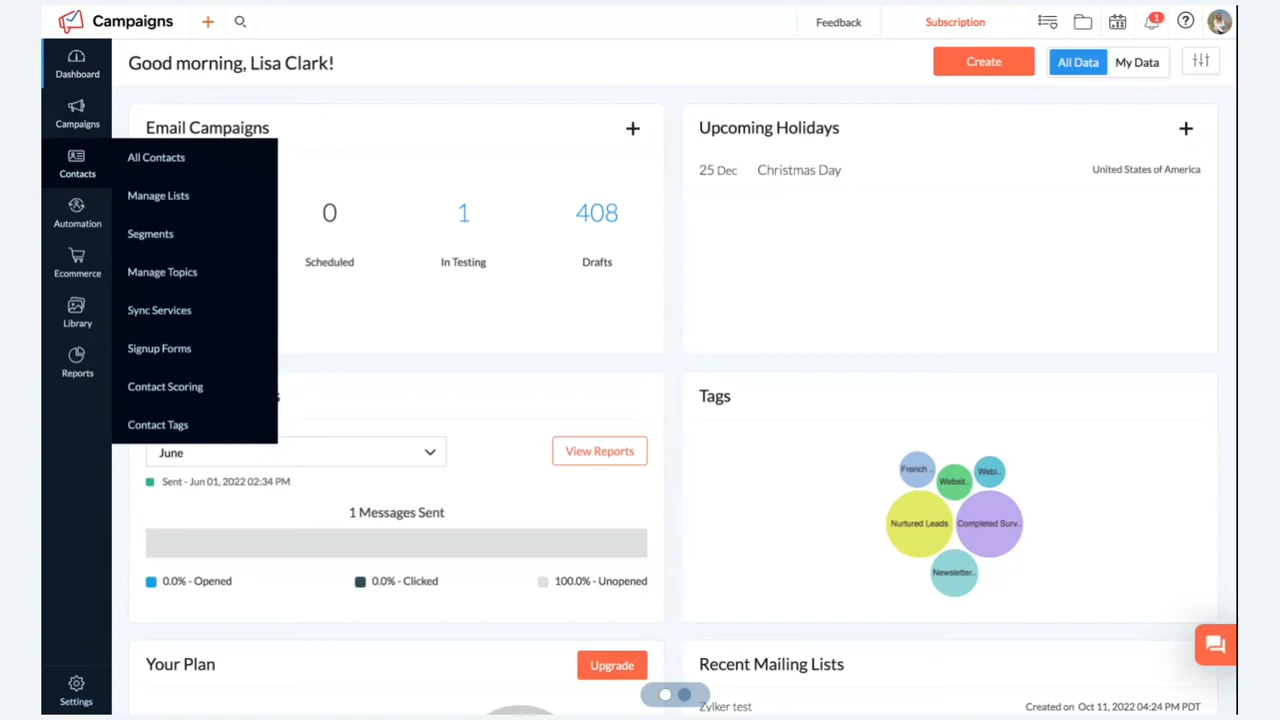 Campaigns
Feedback
Subscription
1
Dashboard
Campaigns
Contacts
Automation
Ecommerce
Library
Reports
Settings
All Contacts
Manage Lists
Segments
Manage Topics
Sync Services
Signup Forms
Contact Scoring
Contact Tags
Good morning, Lisa Clark!
Create
All Data
My Data
Email Campaigns
0
1
408
Scheduled
In Testing
Drafts
Upcoming Holidays
25 Dec Christmas Day United States of America
June
View Reports
Sent - Jun 01, 2022 02:34 PM
1 Messages Sent
0.0% - Opened
0.0% - Clicked
100.0% - Unopened
Tags
French ..
Websit..
Webi..
Nurtured Leads
Completed Surv..
Newsletter..
Your Plan
Upgrade
Recent Mailing Lists
Zylker test
Created on Oct 11, 2022 04:24 PM PDT